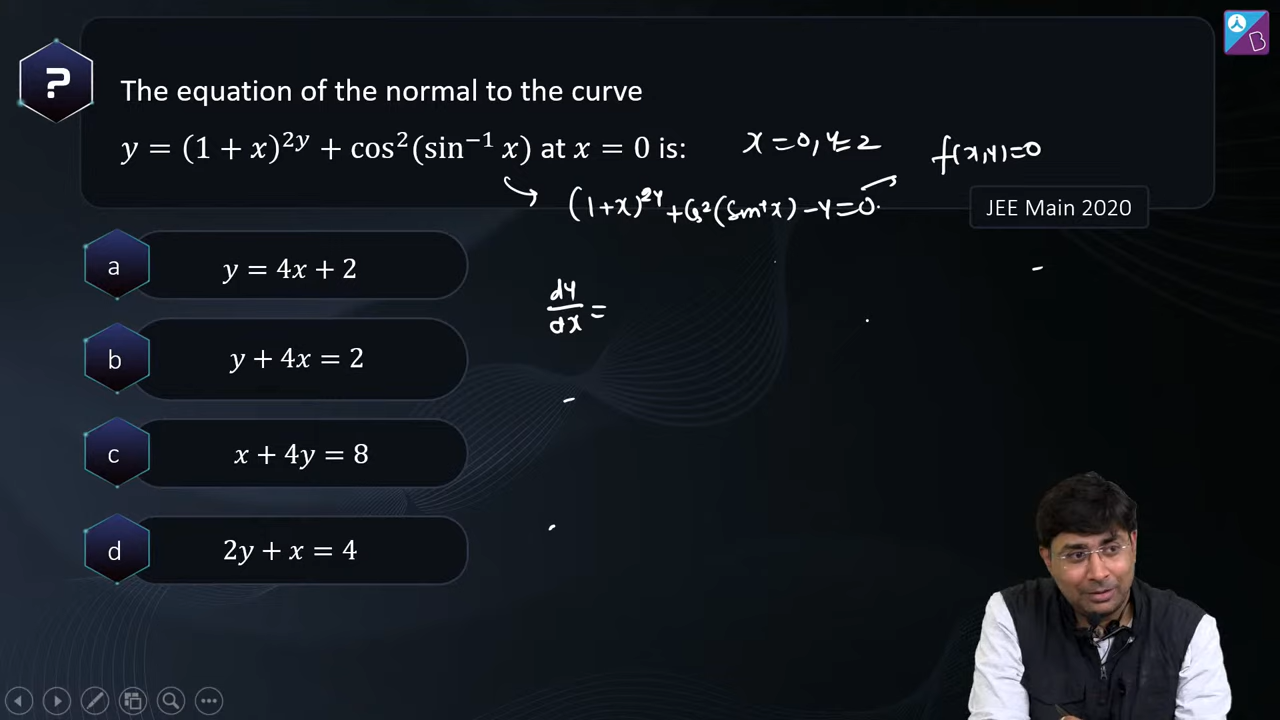 ?
The equation of the normal to the curve
y = (1 + x)^{2y} + cos²(sin⁻¹ x) at x = 0 is:
x = 0, y = 2
f(x,y) = 0
(1+x)^{2y} + cos²(sin⁻¹x) − y = 0
JEE Main 2020
a y = 4x + 2
dy/dx =
b y + 4x = 2
c x + 4y = 8
d 2y + x = 4
B